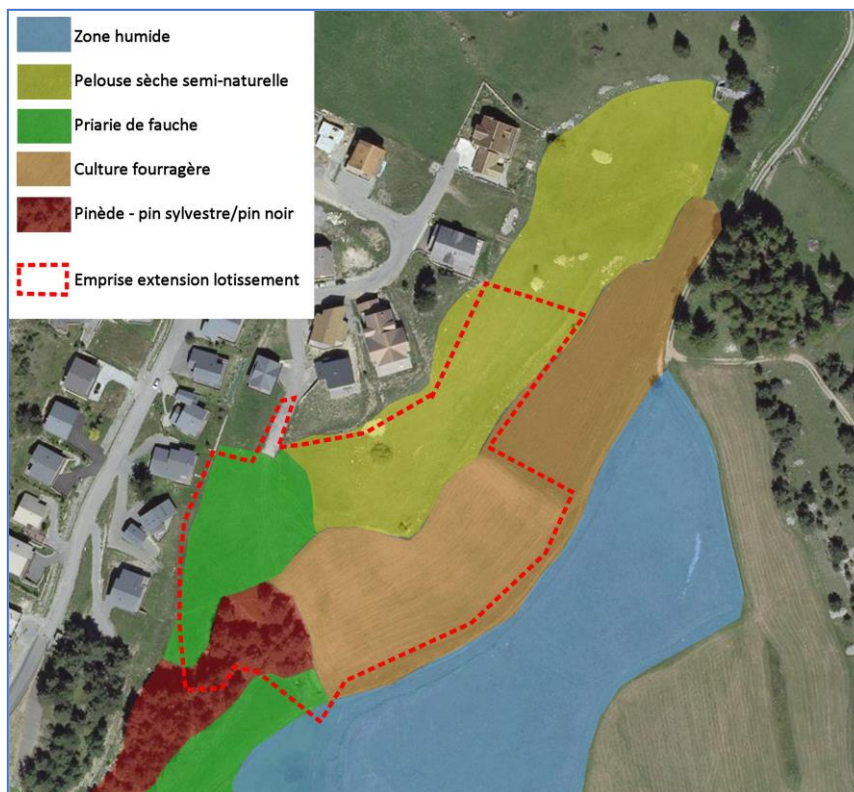 Zone humide
Pelouse sèche semi-naturelle
Priarie de fauche
Culture fourragère
Pinède - pin sylvestre/pin noir
Emprise extension lotissement